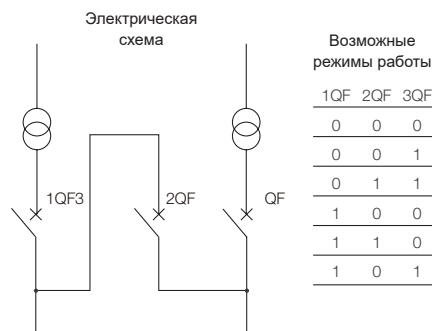 Электрическая
схема
1QF3
2QF
QF
Возможные
режимы работы
1QF 2QF 3QF
0 0 0
0 0 1
0 1 1
1 0 0
1 1 0
1 0 1